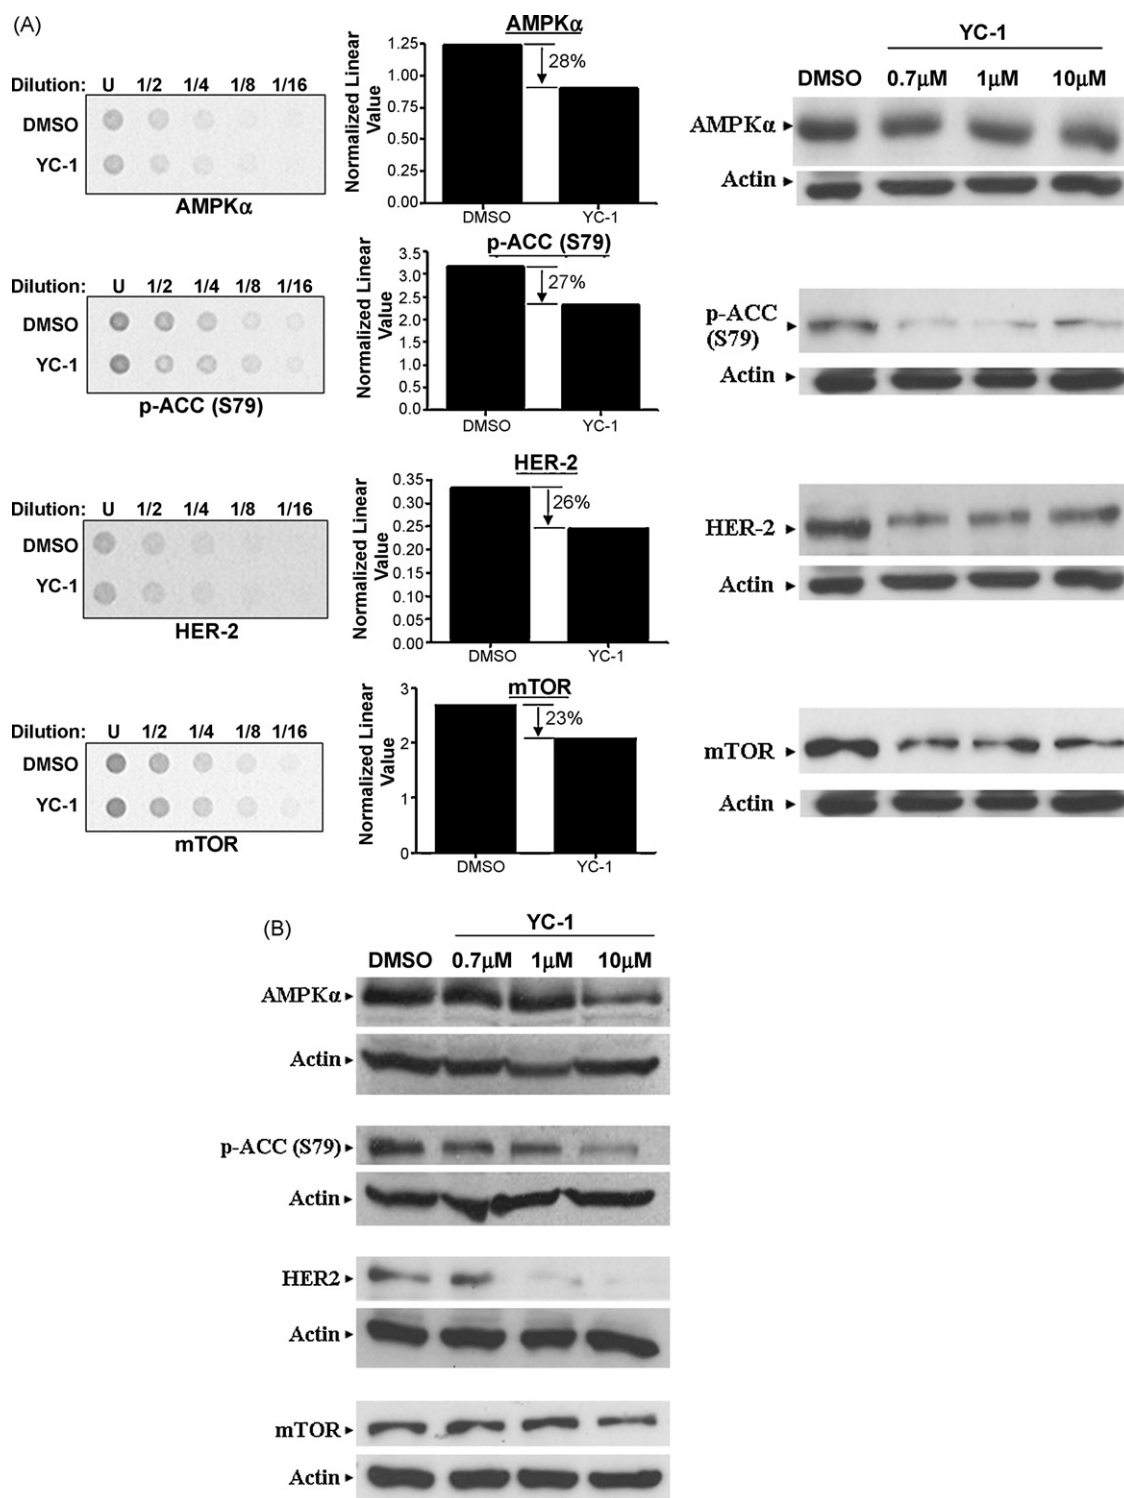 (A)
Dilution: U 1/2 1/4 1/8 1/16
DMSO
YC-1
AMPKα
AMPKα
Normalized Linear
Value
1.25
1.00
0.75
0.50
0.25
0.00
28%
DMSO YC-1
YC-1
DMSO 0.7μM 1μM 10μM
AMPKα
Actin
Dilution: U 1/2 1/4 1/8 1/16
DMSO
YC-1
p-ACC (S79)
p-ACC (S79)
Normalized Linear
Value
3.5
3.0
2.5
2.0
1.5
1.0
0.5
0.0
27%
DMSO YC-1
p-ACC
(S79)
Actin
Dilution: U 1/2 1/4 1/8 1/16
DMSO
YC-1
HER-2
HER-2
Normalized Linear
Value
0.35
0.30
0.25
0.20
0.15
0.10
0.05
0.00
26%
DMSO YC-1
HER-2
Actin
Dilution: U 1/2 1/4 1/8 1/16
DMSO
YC-1
mTOR
mTOR
Normalized Linear
Value
3
2
1
0
23%
DMSO YC-1
mTOR
Actin
(B)
YC-1
DMSO 0.7μM 1μM 10μM
AMPKα
Actin
p-ACC (S79)
Actin
HER2
Actin
mTOR
Actin